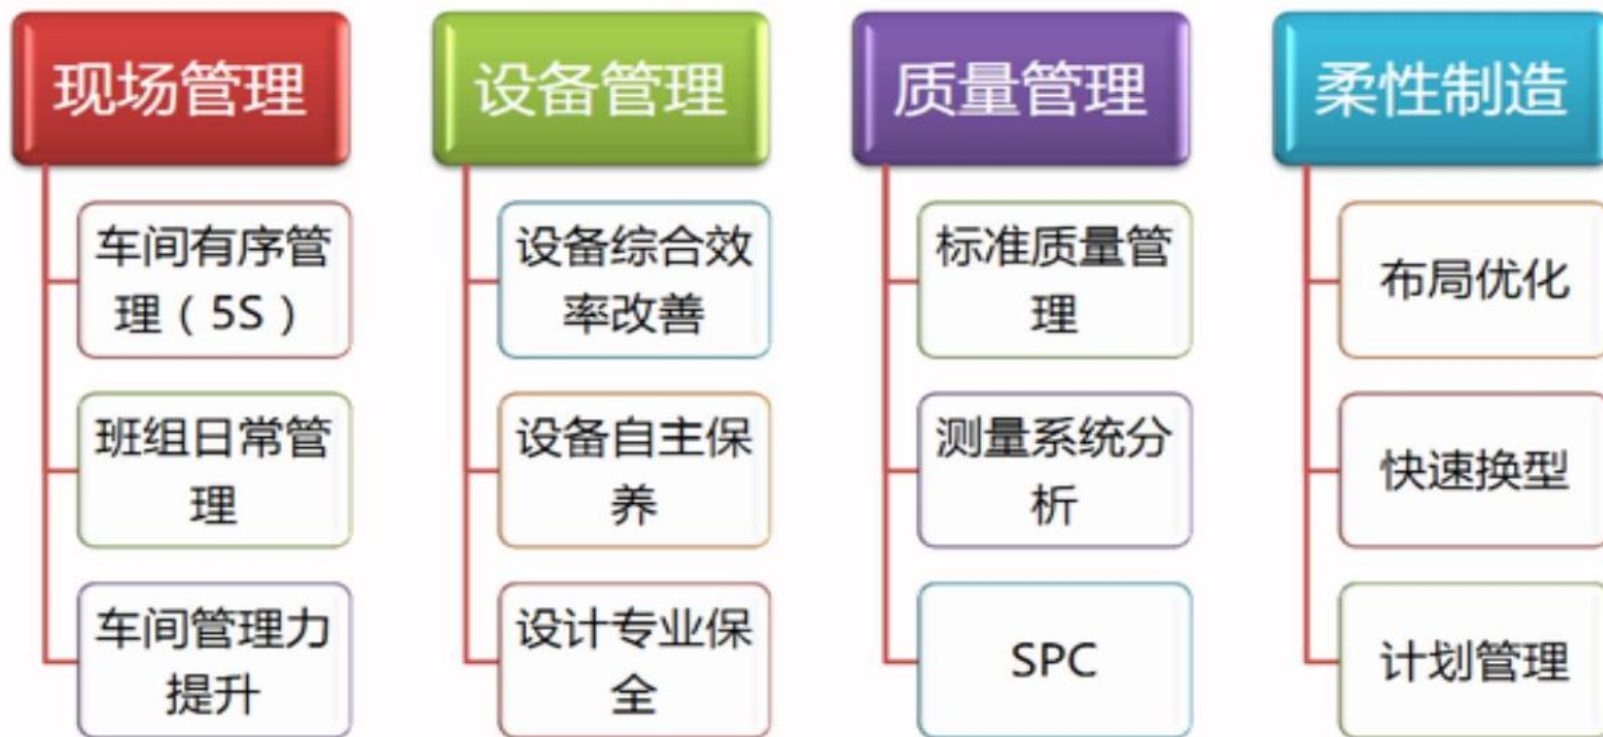 现场管理
车间有序管
理（5S）
班组日常管
理
车间管理力
提升
设备管理
设备综合效
率改善
设备自主保
养
设计专业保
全
质量管理
标准质量管
理
测量系统分
析
SPC
柔性制造
布局优化
快速换型
计划管理